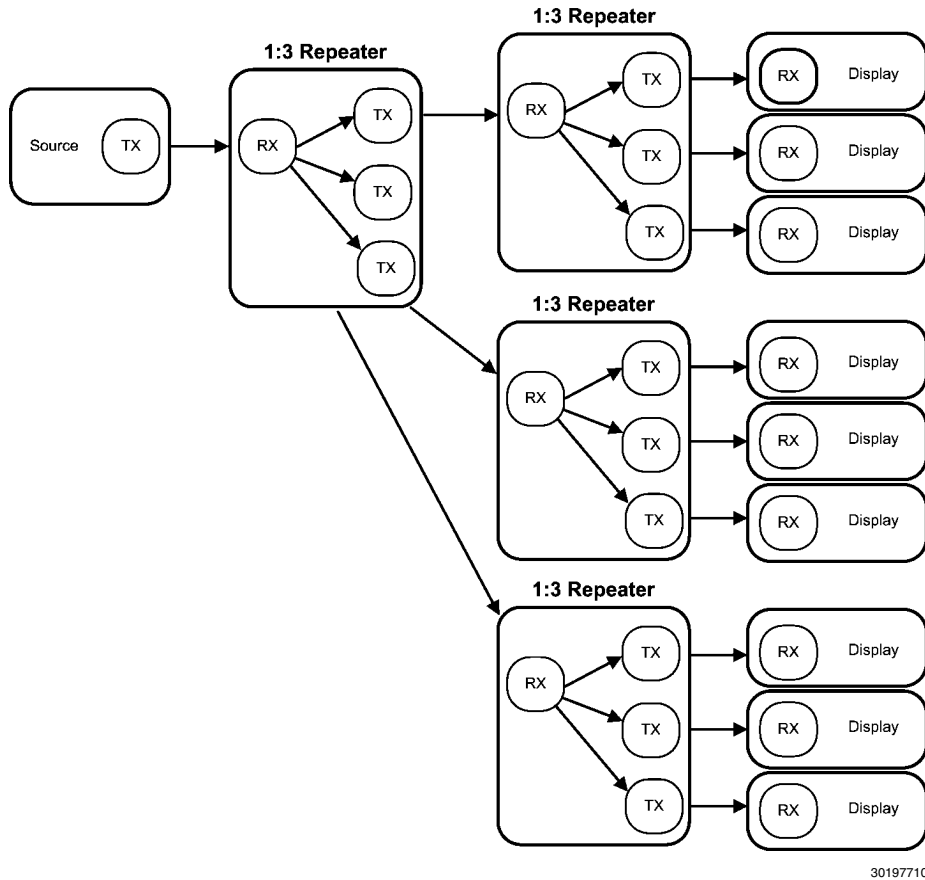 1:3 Repeater
1:3 Repeater
Source
TX
RX
TX
TX
TX
RX
TX
TX
TX
RX
Display
RX
Display
RX
Display
1:3 Repeater
RX
TX
TX
TX
RX
Display
RX
Display
RX
Display
1:3 Repeater
RX
TX
TX
TX
RX
Display
RX
Display
RX
Display
30197710